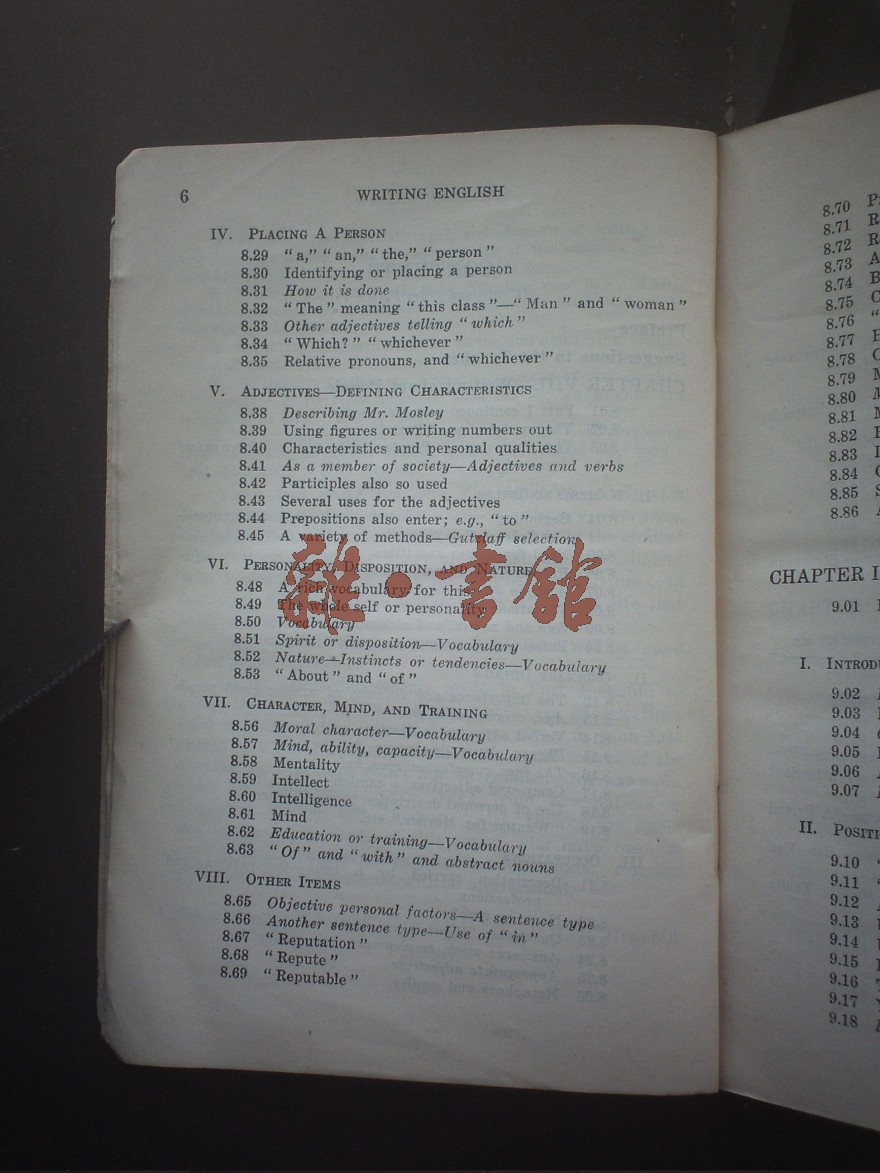 6
WRITING ENGLISH
IV. PLACING A PERSON
8.29 “a,” “an,” “the,” “person”
8.30 Identifying or placing a person
8.31 How it is done
8.32 “The” meaning “this class”—“Man” and “woman”
8.33 Other adjectives telling “which”
8.34 “Which?” “whichever”
8.35 Relative pronouns, and “whichever”
V. ADJECTIVES—DEFINING CHARACTERISTICS
8.38 Describing Mr. Mosley
8.39 Using figures or writing numbers out
8.40 Characteristics and personal qualities
8.41 As a member of society—Adjectives and verbs
8.42 Participles also so used
8.43 Several uses for the adjectives
8.44 Prepositions also enter; e.g., “to”
8.45 A variety of methods—Gutzlaff selection
VI. PERSONALITY, DISPOSITION, AND NATURE
8.48 A rich vocabulary for this
8.49 The whole self or personality
8.50 Vocabulary
8.51 Spirit or disposition—Vocabulary
8.52 Nature—Instincts or tendencies—Vocabulary
8.53 “About” and “of”
VII. CHARACTER, MIND, AND TRAINING
8.56 Moral character—Vocabulary
8.57 Mind, ability, capacity—Vocabulary
8.58 Mentality
8.59 Intellect
8.60 Intelligence
8.61 Mind
8.62 Education or training—Vocabulary
8.63 “Of” and “with” and abstract nouns
VIII. OTHER ITEMS
8.65 Objective personal factors—A sentence type
8.66 Another sentence type—Use of “in”
8.67 “Reputation”
8.68 “Repute”
8.69 “Reputable”
雜·書館
8.70
8.71
8.72
8.73
8.74
8.75
8.76
8.77
8.78
8.79
8.80
8.81
8.82
8.83
8.84
8.85
8.86
CHAPTER
9.01
I.
9.02
9.03
9.04
9.05
9.06
9.07
II.
9.10
9.11
9.12
9.13
9.14
9.15
9.16
9.17
9.18